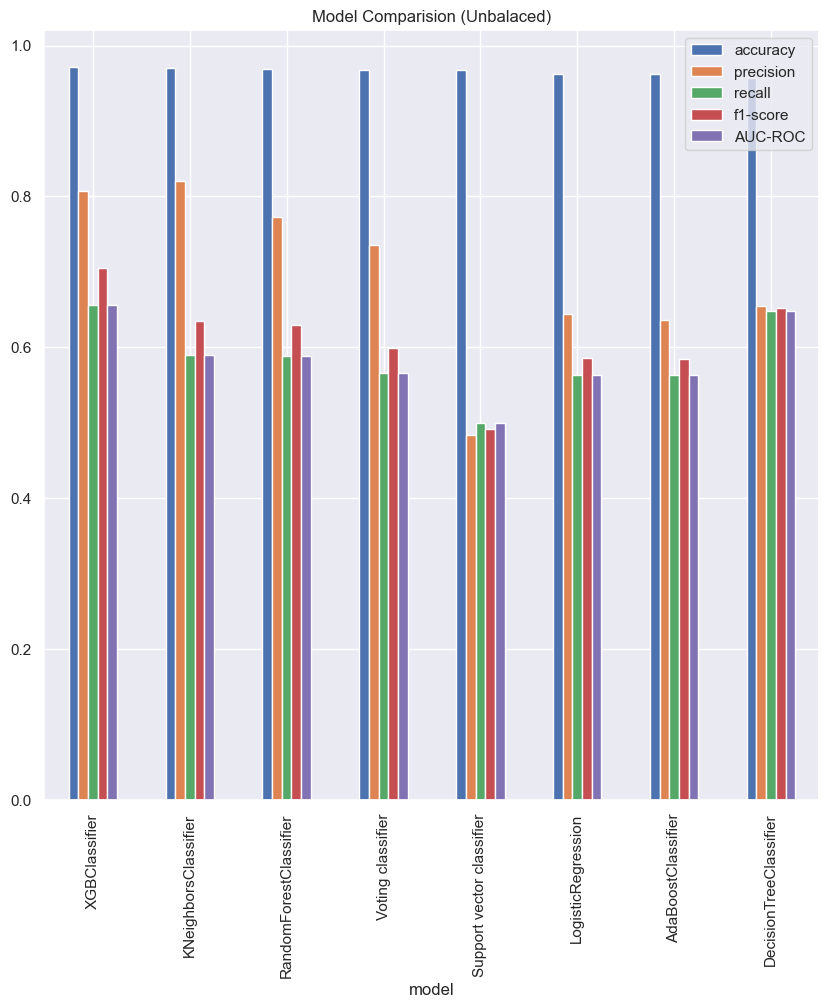 Model Comparision (Unbalaced)
accuracy
precision
recall
f1-score
AUC-ROC
1.0
0.8
0.6
0.4
0.2
0.0
XGBClassifier
KNeighborsClassifier
RandomForestClassifier
Voting classifier
Support vector classifier
LogisticRegression
AdaBoostClassifier
DecisionTreeClassifier
model